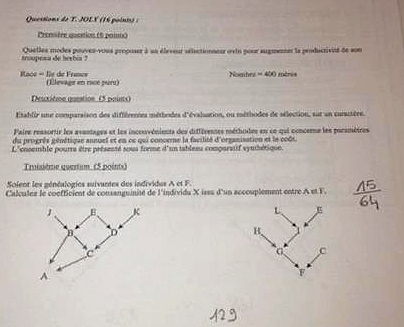 Questions de T. JOLY (16 points) :
Première question (6 points)
Quelles modes pouvez-vous proposer à un éleveur sélectionneur ovin pour augmenter la productivité de son
troupeau de brebis ?
Race = Ile de France
Nombre = 400 mères
(Elevage en race pure)
Deuxième question (5 points)
Etablir une comparaison des différentes méthodes d'évaluation, ou méthodes de sélection, sur un caractère.
Faire ressortir les avantages et les inconvénients des différentes méthodes en ce qui concerne les paramètres
du progrès génétique annuel et en ce qui concerne la facilité d'organisation et le coût.
L'ensemble pourra être présenté sous forme d'un tableau comparatif synthétique.
Troisième question (5 points)
Soient les généalogies suivantes des individus A et F.
Calculez le coefficient de consanguinité de l'individu X issu d'un accouplement entre A et F.
15
64
J E K
L E
B D
H I
C
G C
A
F
129